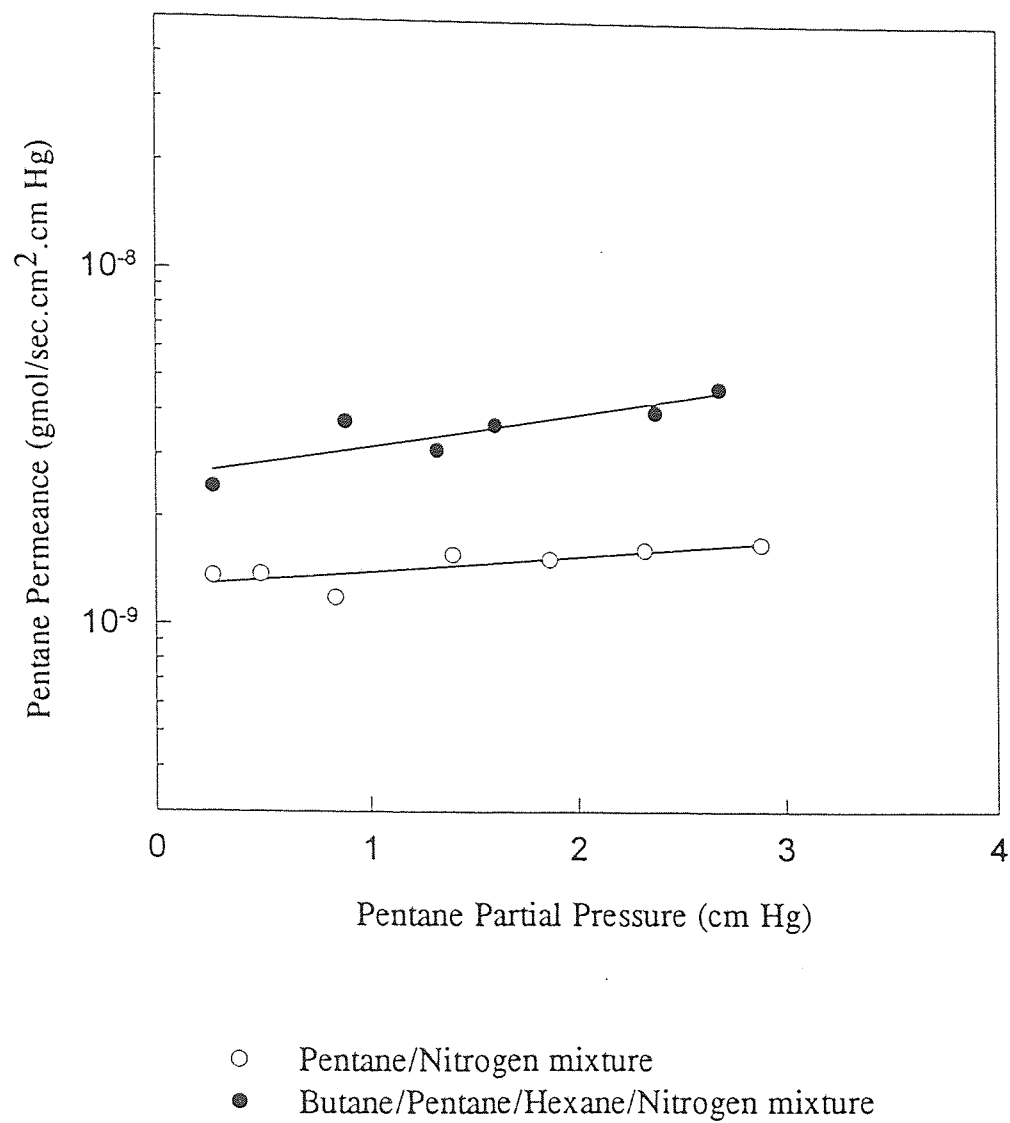 Pentane Permeance (gmol/sec.cm².cm Hg)
10⁻⁸
10⁻⁹
0 1 2 3 4
Pentane Partial Pressure (cm Hg)
Pentane/Nitrogen mixture
Butane/Pentane/Hexane/Nitrogen mixture